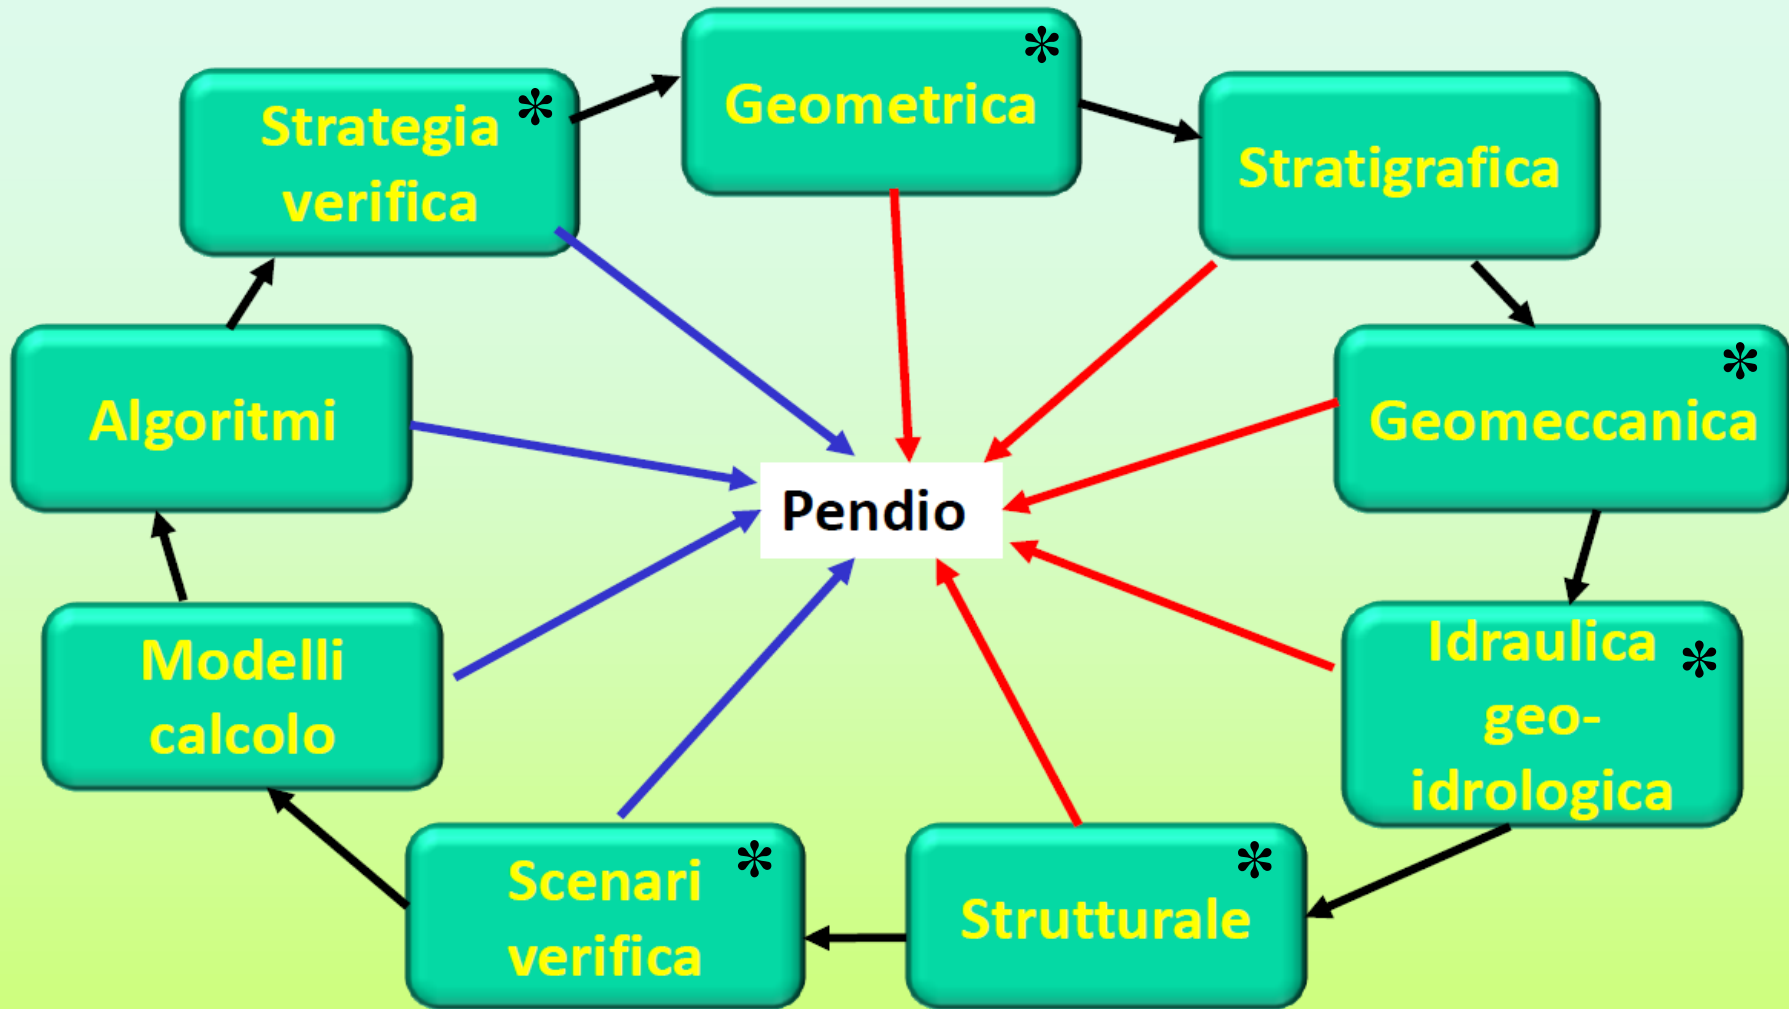 Geometrica *
Stratigrafica
Geomeccanica *
Idraulica *
geo-
idrologica
Strutturale *
Scenari *
verifica
Modelli
calcolo
Algoritmi
Strategia *
verifica
Pendio